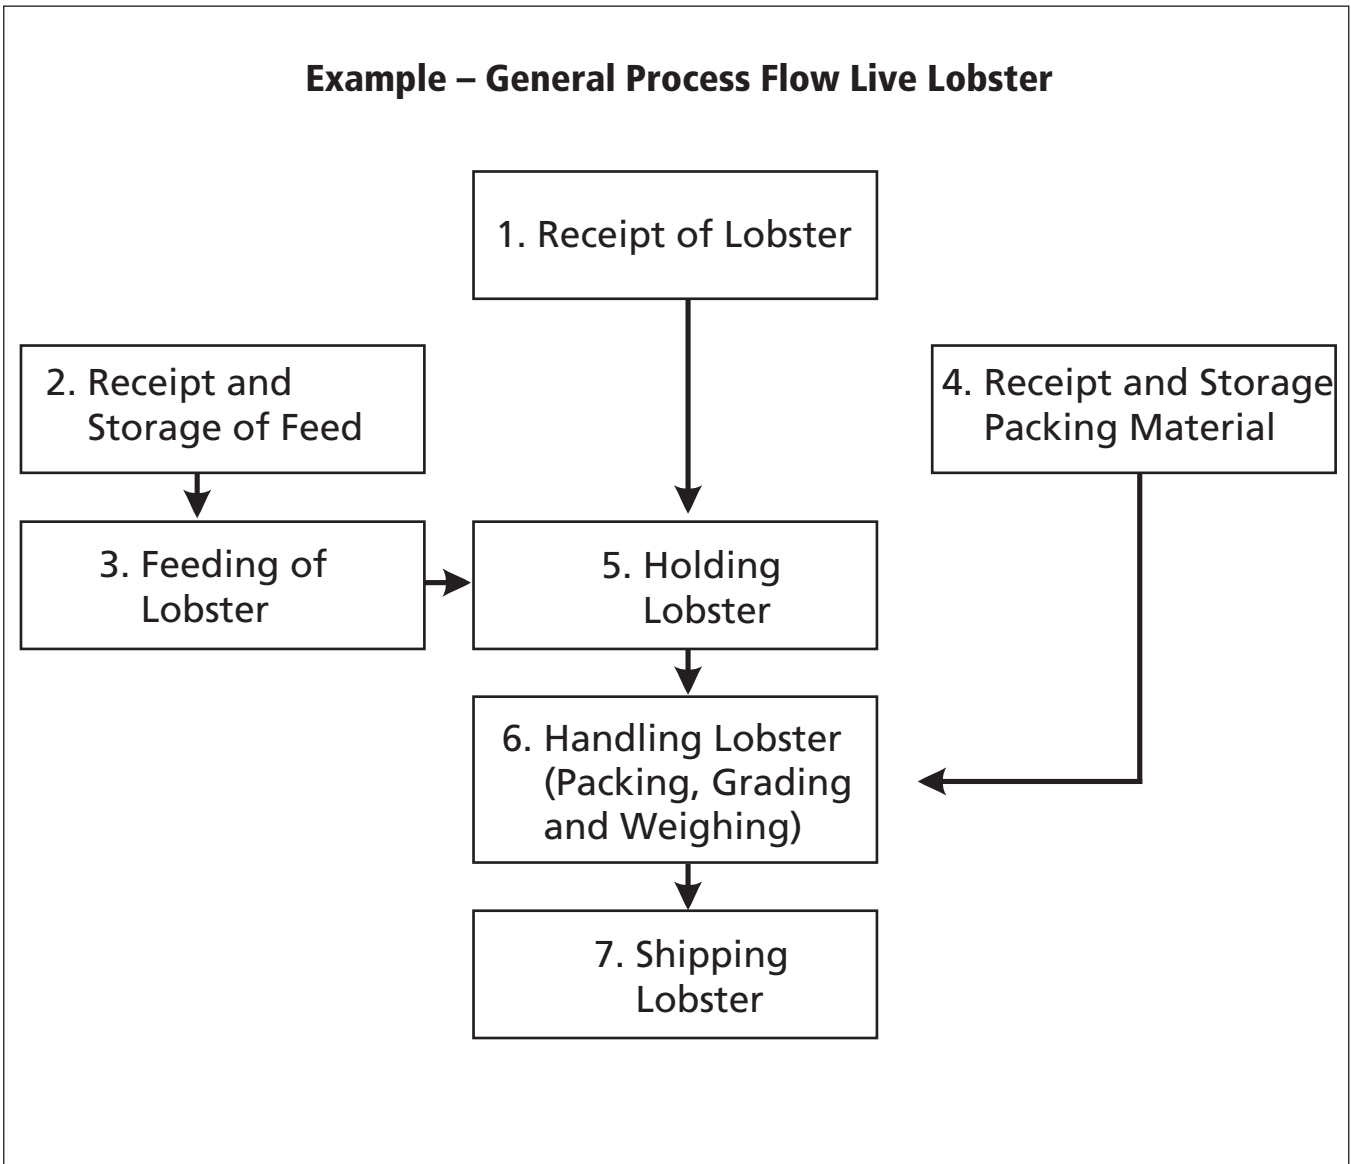 Example – General Process Flow Live Lobster
1. Receipt of Lobster
2. Receipt and
Storage of Feed
4. Receipt and Storage
Packing Material
3. Feeding of
Lobster
5. Holding
Lobster
6. Handling Lobster
(Packing, Grading
and Weighing)
7. Shipping
Lobster